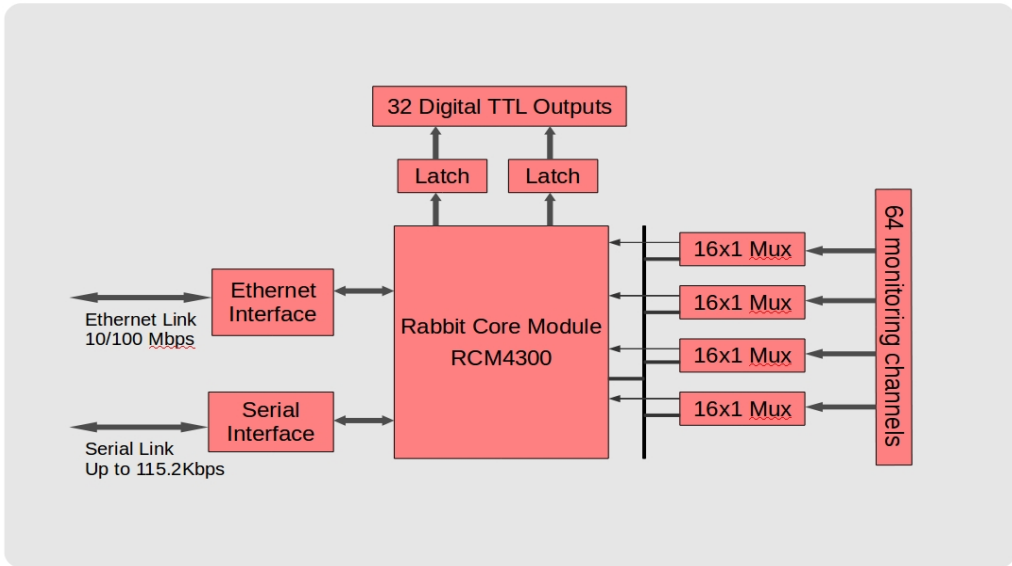 32 Digital TTL Outputs
Latch
Latch
Ethernet
Interface
Ethernet Link
10/100 Mbps
Rabbit Core Module
RCM4300
Serial
Interface
Serial Link
Up to 115.2Kbps
16x1 Mux
16x1 Mux
16x1 Mux
16x1 Mux
64 monitoring channels